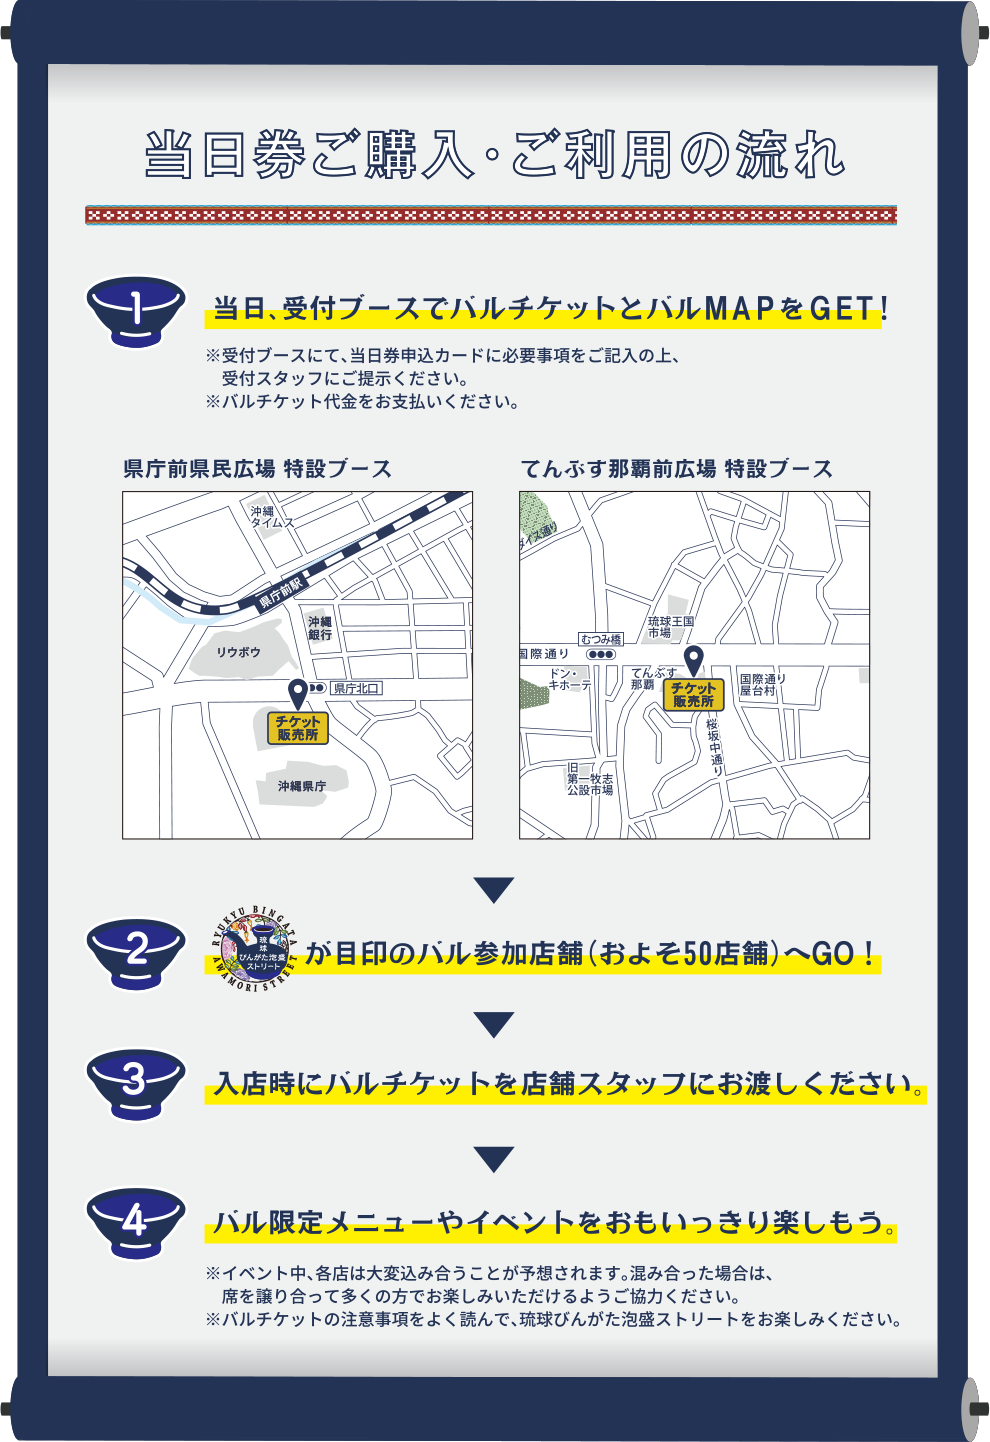 当日券ご購入・ご利用の流れ
1
当日、受付ブースでバルチケットとバルMAPをGET!
※受付ブースにて、当日券申込カードに必要事項をご記入の上、
受付スタッフにご提示ください。
※バルチケット代金をお支払いください。
県庁前県民広場 特設ブース
沖縄
タイムス
県庁前駅
沖縄
銀行
リウボウ
県庁北口
チケット
販売所
沖縄県庁
てんぶす那覇前広場 特設ブース
イス通り
琉球王国
市場
むつみ橋
国際通り
ドン・
キホーテ
てんぶす
那覇
国際通り
屋台村
チケット
販売所
桜坂中通り
旧
第一牧志
公設市場
2
RYUKYU BINGATA
琉球
びんがた泡盛
ストリート
AWAMORI STREET
が目印のバル参加店舗(およそ50店舗)へGO!
3
入店時にバルチケットを店舗スタッフにお渡しください。
4
バル限定メニューやイベントをおもいっきり楽しもう。
※イベント中、各店は大変込み合うことが予想されます。混み合った場合は、
席を譲り合って多くの方でお楽しみいただけるようご協力ください。
※バルチケットの注意事項をよく読んで、琉球びんがた泡盛ストリートをお楽しみください。